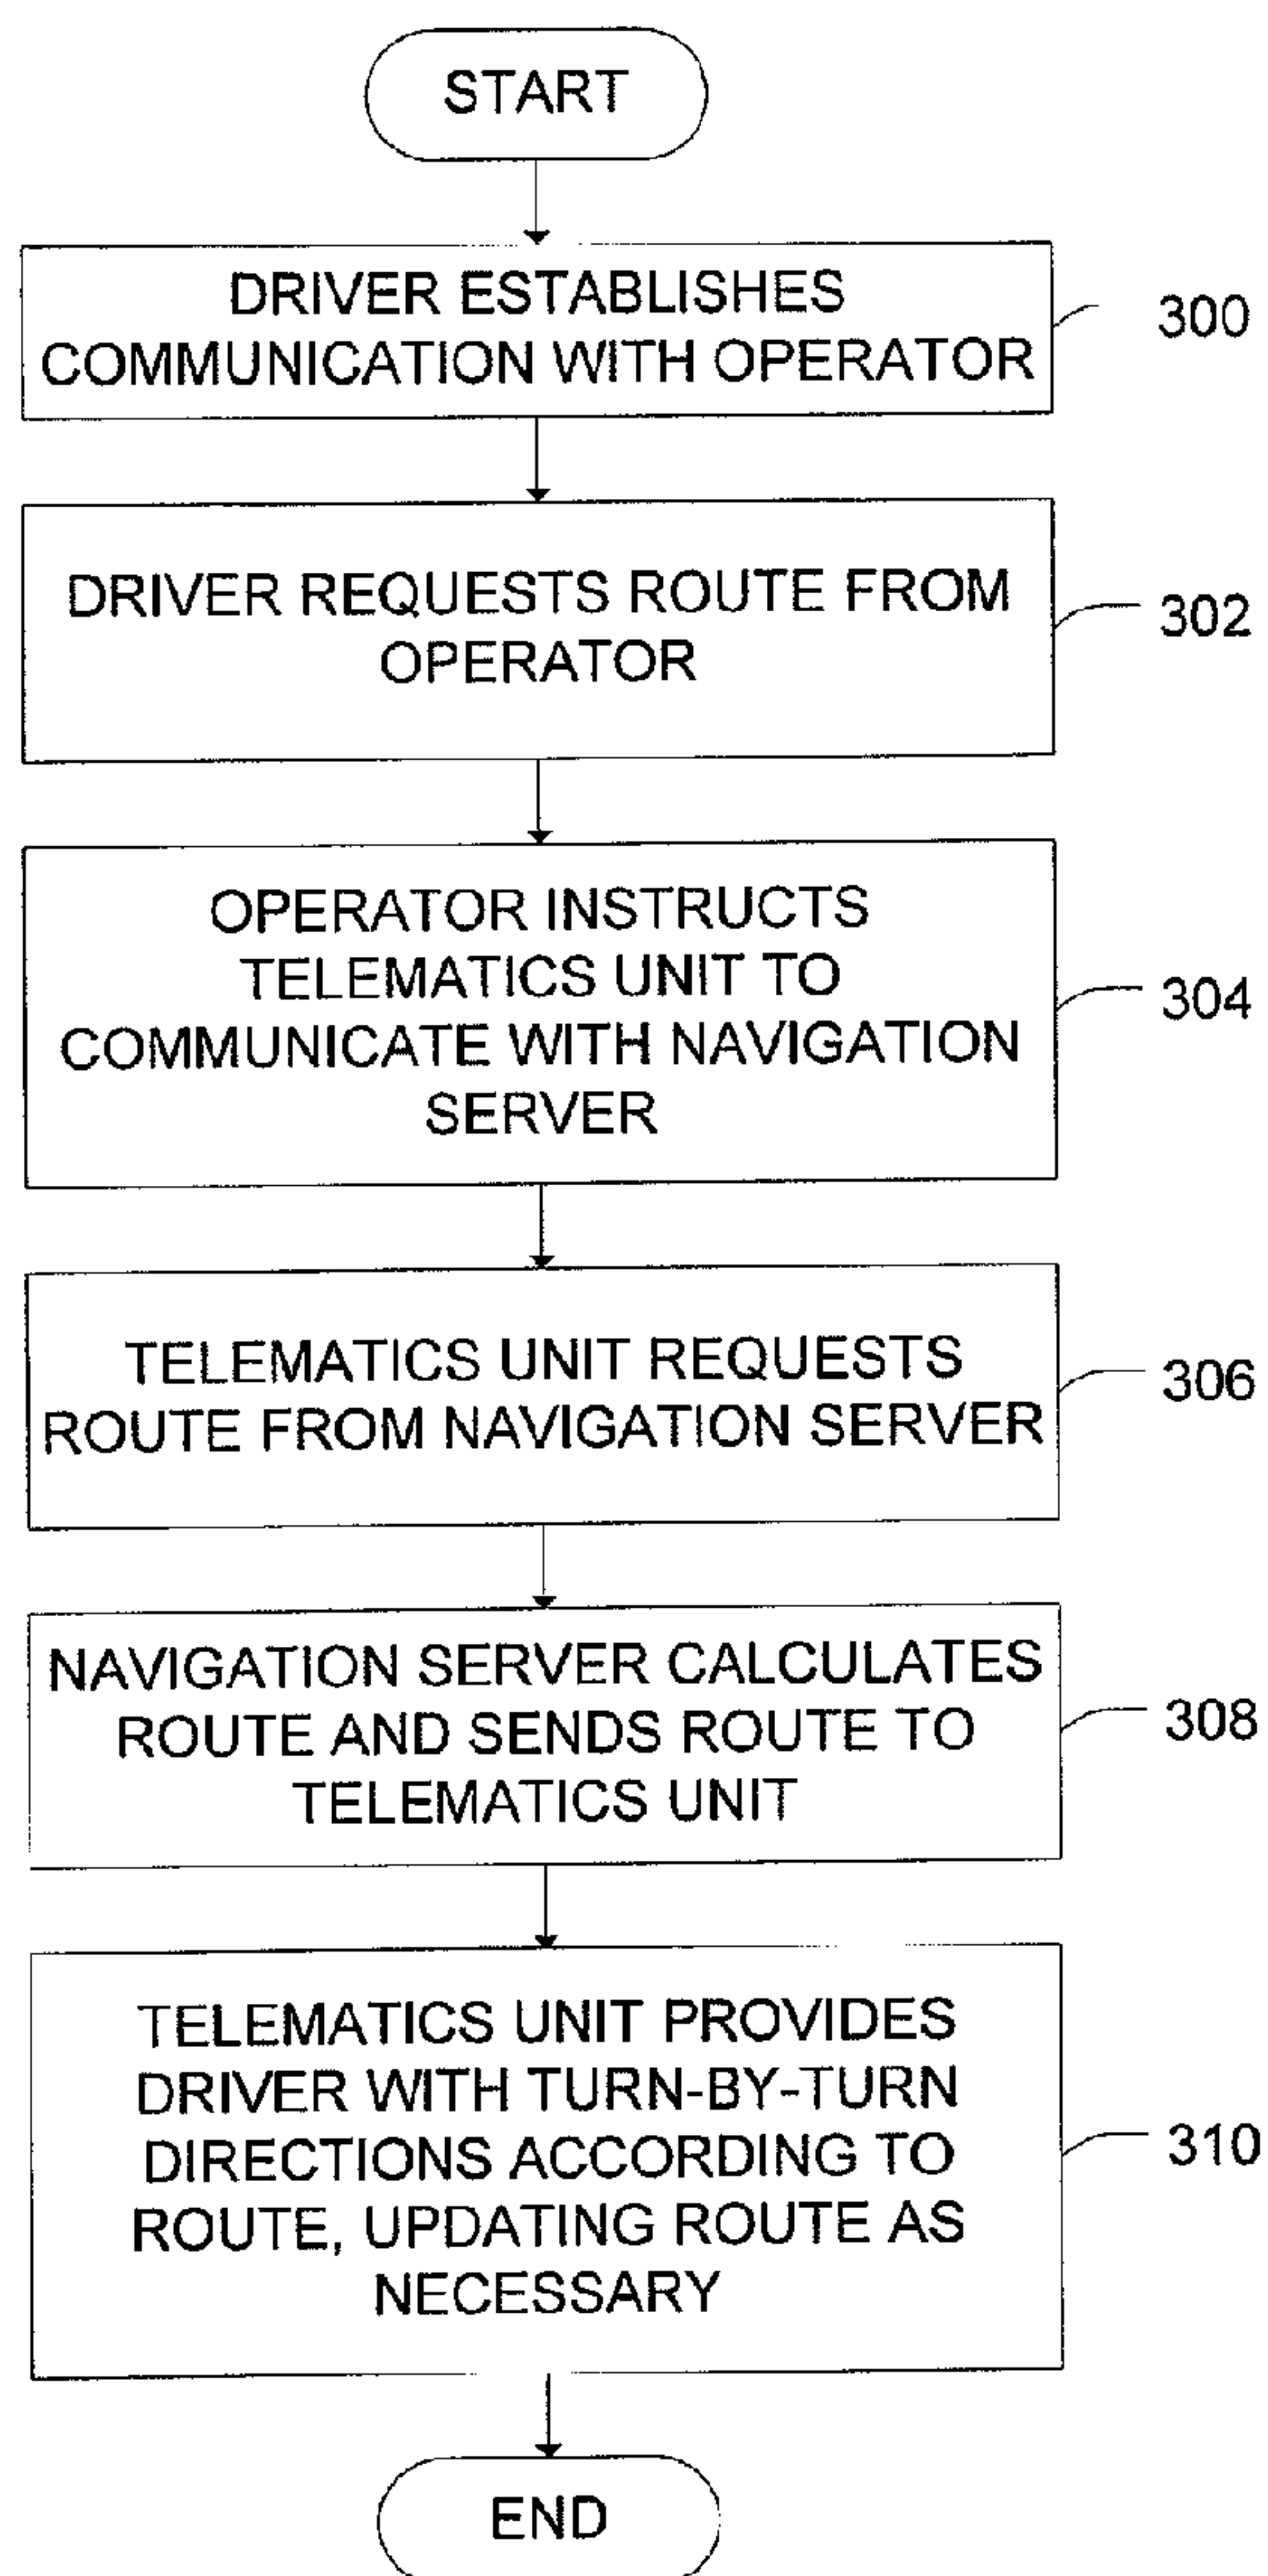 START
DRIVER ESTABLISHES
COMMUNICATION WITH OPERATOR
300
DRIVER REQUESTS ROUTE FROM
OPERATOR
302
OPERATOR INSTRUCTS
TELEMATICS UNIT TO
COMMUNICATE WITH NAVIGATION
SERVER
304
TELEMATICS UNIT REQUESTS
ROUTE FROM NAVIGATION SERVER
306
NAVIGATION SERVER CALCULATES
ROUTE AND SENDS ROUTE TO
TELEMATICS UNIT
308
TELEMATICS UNIT PROVIDES
DRIVER WITH TURN-BY-TURN
DIRECTIONS ACCORDING TO
ROUTE, UPDATING ROUTE AS
NECESSARY
310
END